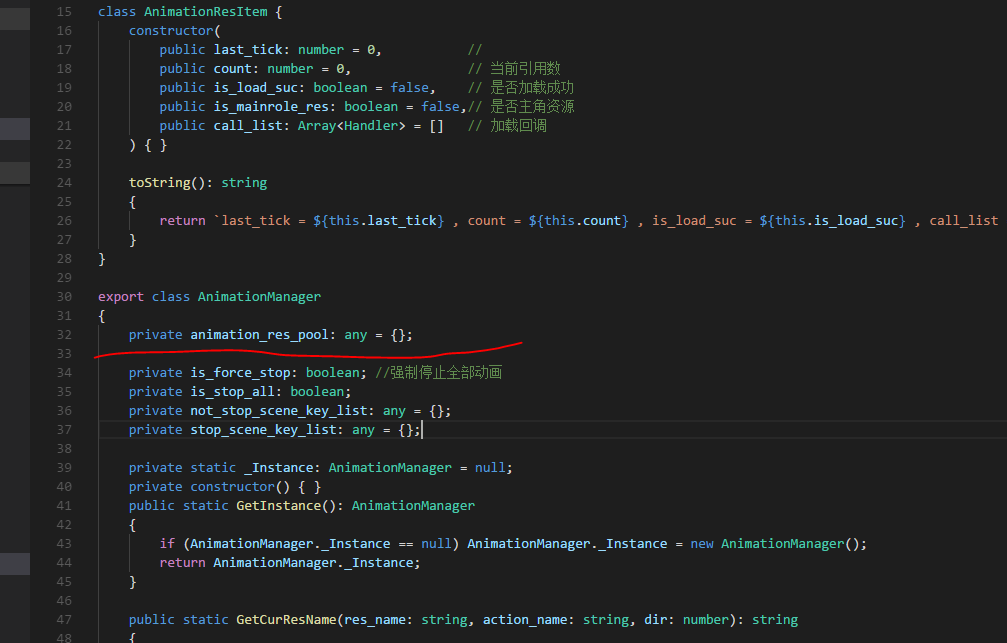 15 class AnimationResItem {
16 constructor(
17 public last_tick: number = 0, //
18 public count: number = 0, // 当前引用数
19 public is_load_suc: boolean = false, // 是否加载成功
20 public is_mainrole_res: boolean = false,// 是否主角资源
21 public call_list: Array<Handler> = [] // 加载回调
22 ) { }
23
24 toString(): string
25 {
26 return `last_tick = ${this.last_tick} , count = ${this.count} , is_load_suc = ${this.is_load_suc} , call_list
27 }
28 }
29
30 export class AnimationManager
31 {
32 private animation_res_pool: any = {};
33
34 private is_force_stop: boolean; //强制停止全部动画
35 private is_stop_all: boolean;
36 private not_stop_scene_key_list: any = {};
37 private stop_scene_key_list: any = {};
38
39 private static _Instance: AnimationManager = null;
40 private constructor() { }
41 public static GetInstance(): AnimationManager
42 {
43 if (AnimationManager._Instance == null) AnimationManager._Instance = new AnimationManager();
44 return AnimationManager._Instance;
45 }
46
47 public static GetCurResName(res_name: string, action_name: string, dir: number): string
48 {